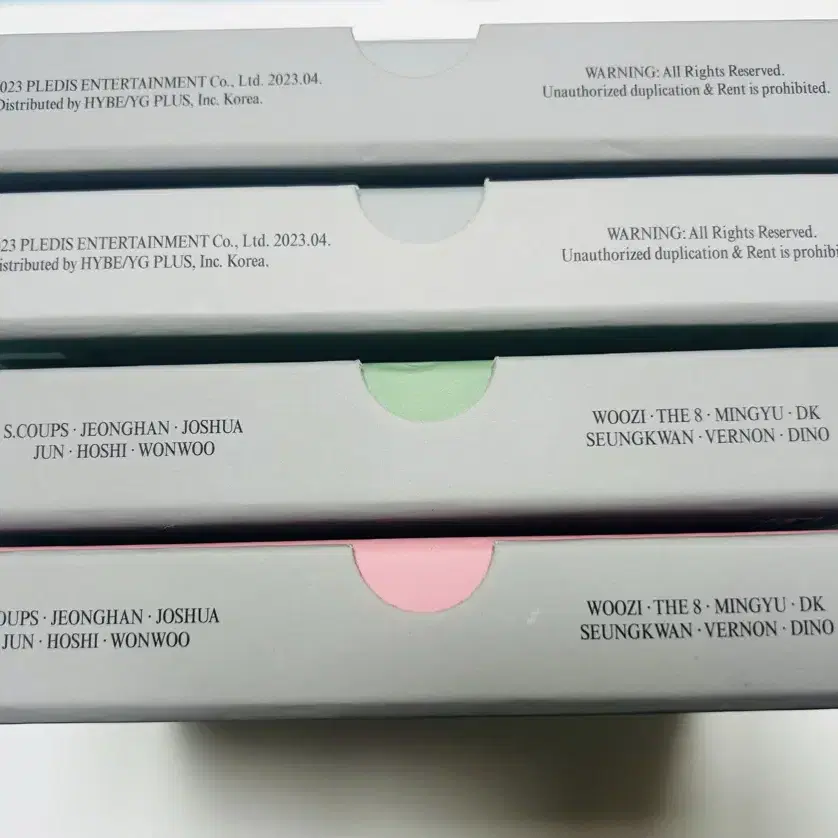 023 PLEDIS ENTERTAINMENT Co., Ltd. 2023.04.
Distributed by HYBE/YG PLUS, Inc. Korea.
WARNING: All Rights Reserved.
Unauthorized duplication & Rent is prohibited.
23 PLEDIS ENTERTAINMENT Co., Ltd. 2023.04.
istributed by HYBE/YG PLUS, Inc. Korea.
WARNING: All Rights Reserved.
Unauthorized duplication & Rent is prohibi
S.COUPS · JEONGHAN · JOSHUA
JUN · HOSHI · WONWOO
WOOZI · THE 8 · MINGYU · DK
SEUNGKWAN · VERNON · DINO
OUPS · JEONGHAN · JOSHUA
JUN · HOSHI · WONWOO
WOOZI · THE 8 · MINGYU · DK
SEUNGKWAN · VERNON · DINO